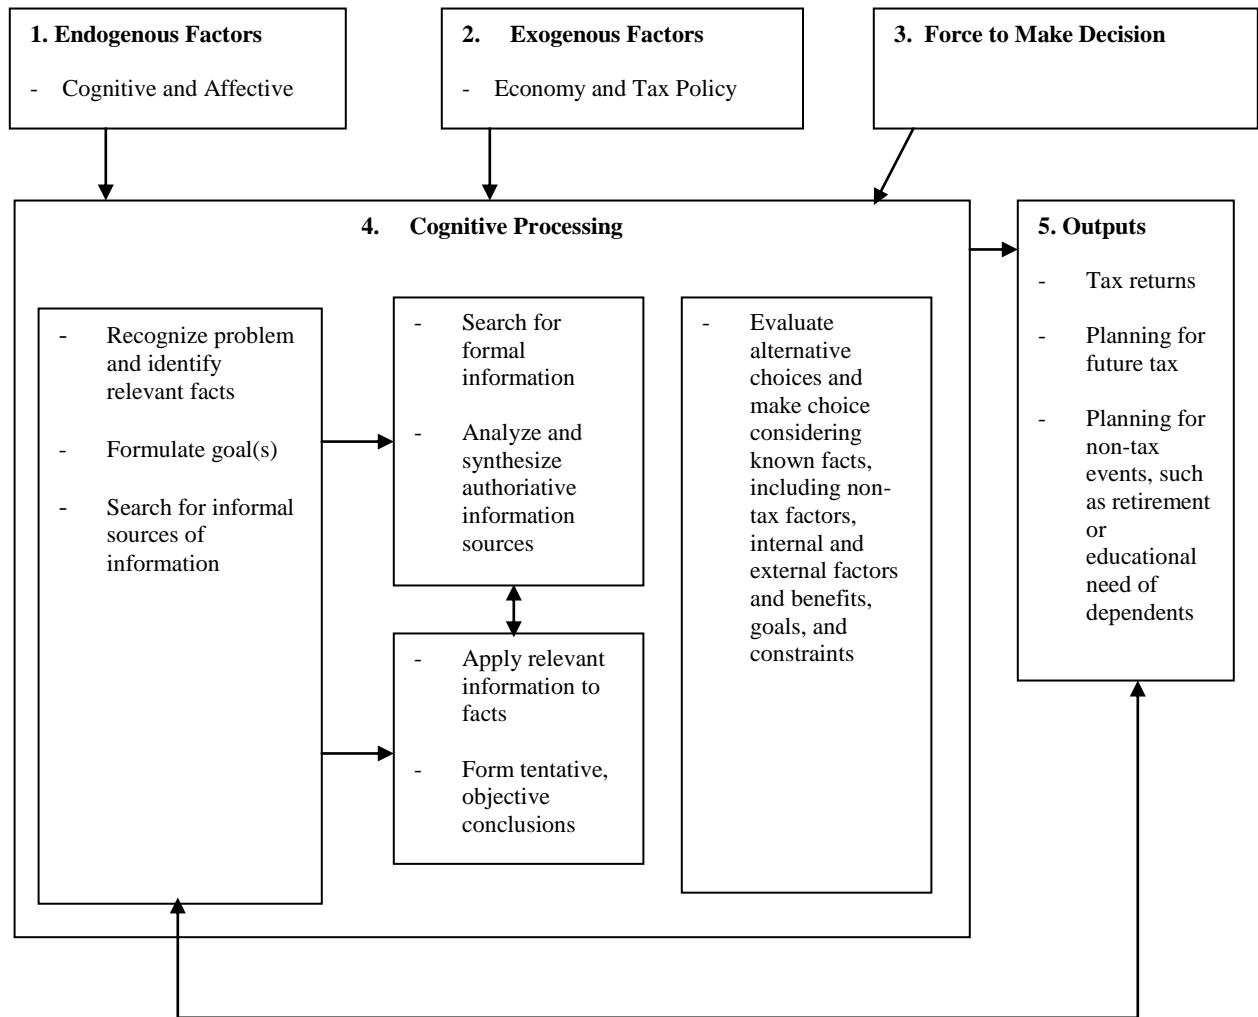 1. Endogenous Factors
- Cognitive and Affective
2. Exogenous Factors
- Economy and Tax Policy
3. Force to Make Decision
4. Cognitive Processing
- Recognize problem
and identify
relevant facts
- Formulate goal(s)
- Search for informal
sources of
information
- Search for
formal
information
- Analyze and
synthesize
authoriative
information
sources
- Apply relevant
information to
facts
- Form tentative,
objective
conclusions
- Evaluate
alternative
choices and
make choice
considering
known facts,
including non-
tax factors,
internal and
external factors
and benefits,
goals, and
constraints
5. Outputs
- Tax returns
- Planning for
future tax
- Planning for
non-tax
events, such
as retirement
or
educational
need of
dependents